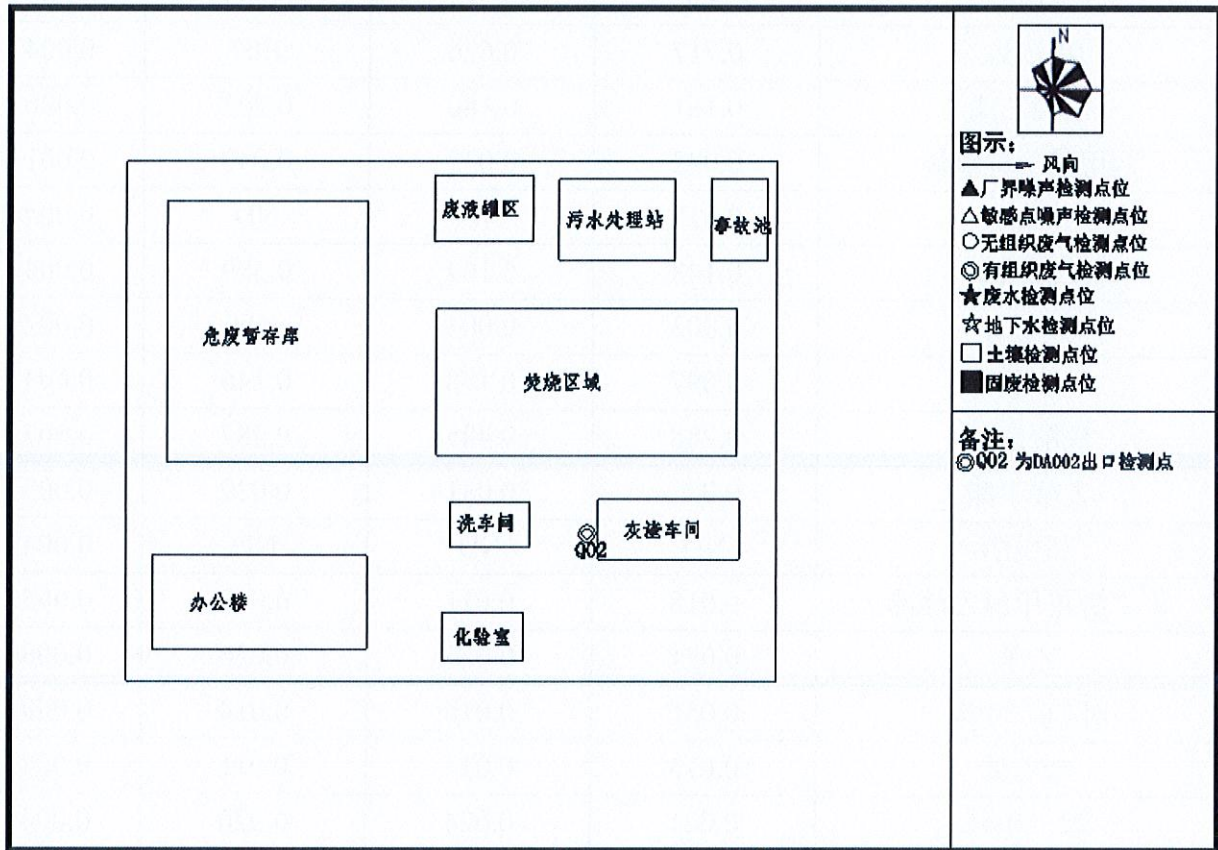 N
图示：
风向
▲厂界噪声检测点位
△敏感点噪声检测点位
○无组织废气检测点位
◎有组织废气检测点位
★废水检测点位
☆地下水检测点位
□土壤检测点位
■固废检测点位
备注：
◎Q02 为DA002出口检测点
废液罐区
污水处理站
事故池
危废暂存库
焚烧区域
洗车间
灰渣车间
Q02
办公楼
化验室